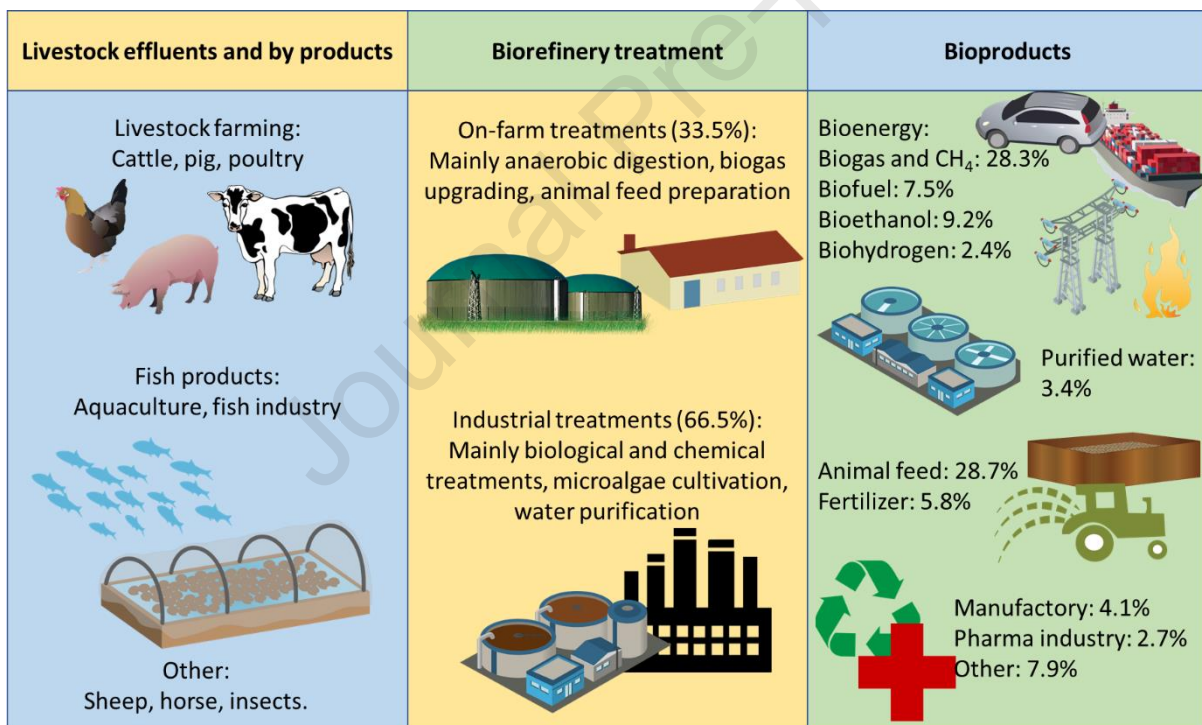 Livestock effluents and by products
Biorefinery treatment
Bioproducts
Livestock farming:
Cattle, pig, poultry
Fish products:
Aquaculture, fish industry
Other:
Sheep, horse, insects.
On-farm treatments (33.5%):
Mainly anaerobic digestion, biogas
upgrading, animal feed preparation
Industrial treatments (66.5%):
Mainly biological and chemical
treatments, microalgae cultivation,
water purification
Bioenergy:
Biogas and CH₄: 28.3%
Biofuel: 7.5%
Bioethanol: 9.2%
Biohydrogen: 2.4%
Purified water:
3.4%
Animal feed: 28.7%
Fertilizer: 5.8%
Manufactory: 4.1%
Pharma industry: 2.7%
Other: 7.9%
Journal Pre-